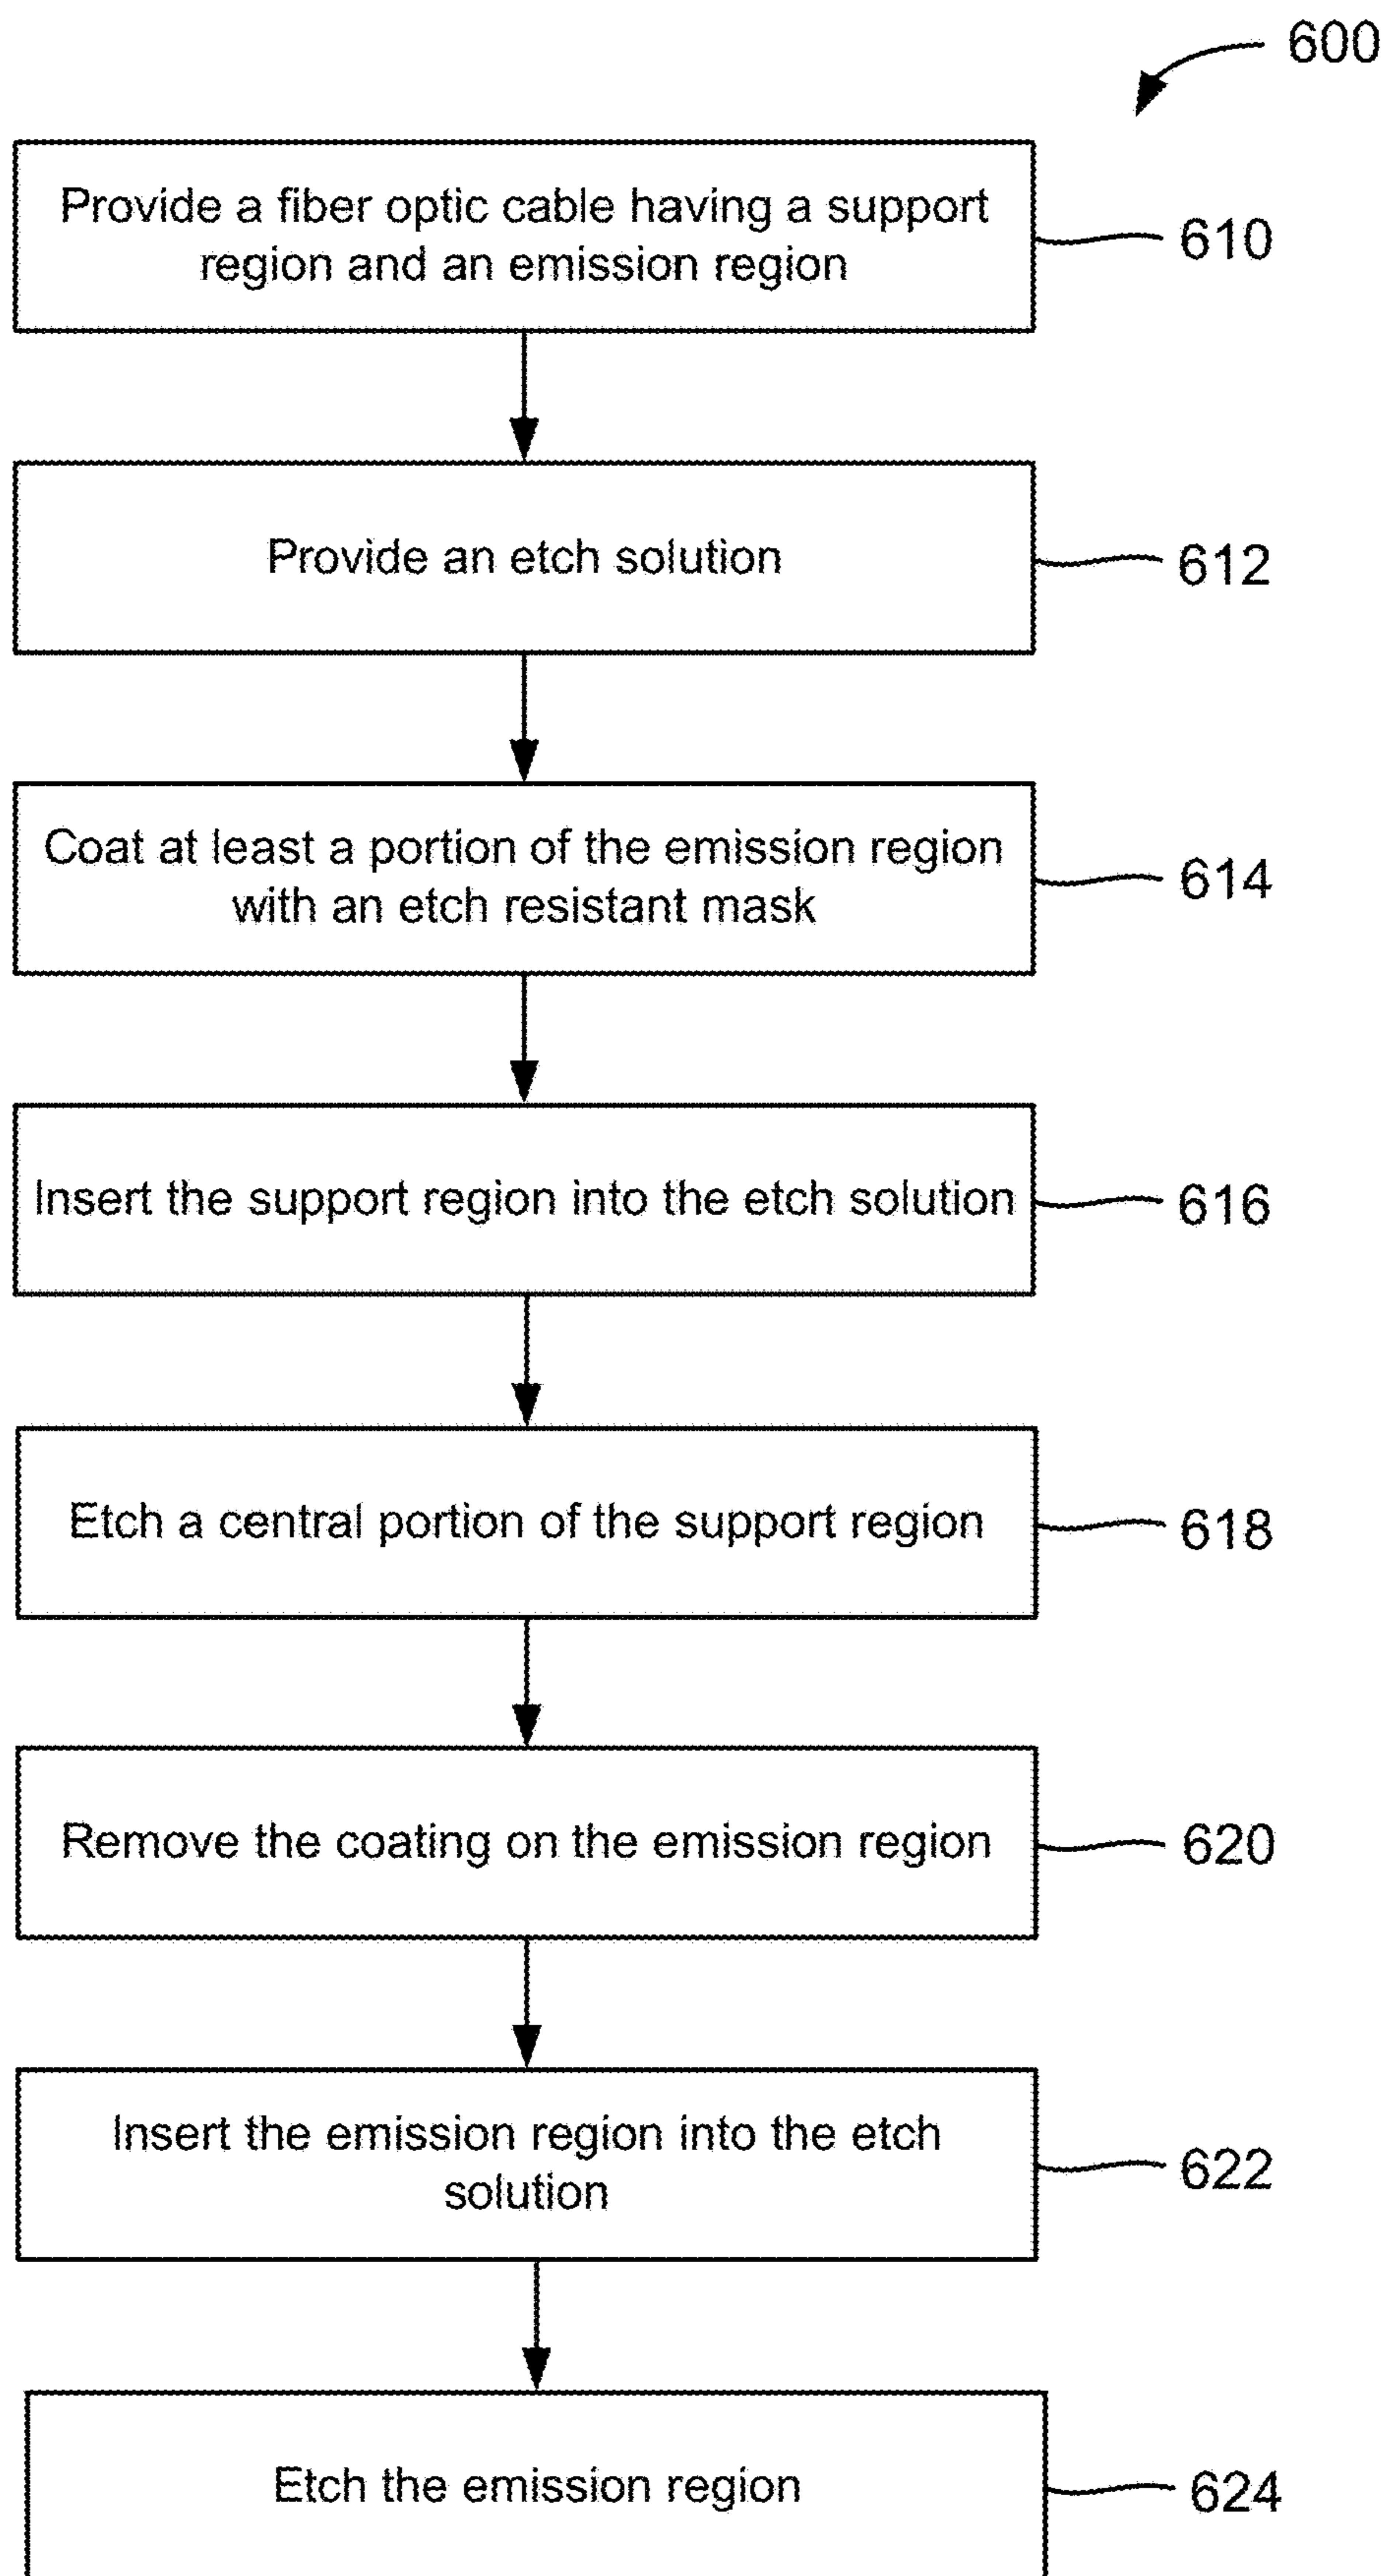 600
Provide a fiber optic cable having a support
region and an emission region
610
Provide an etch solution
612
Coat at least a portion of the emission region
with an etch resistant mask
614
Insert the support region into the etch solution
616
Etch a central portion of the support region
618
Remove the coating on the emission region
620
Insert the emission region into the etch
solution
622
Etch the emission region
624